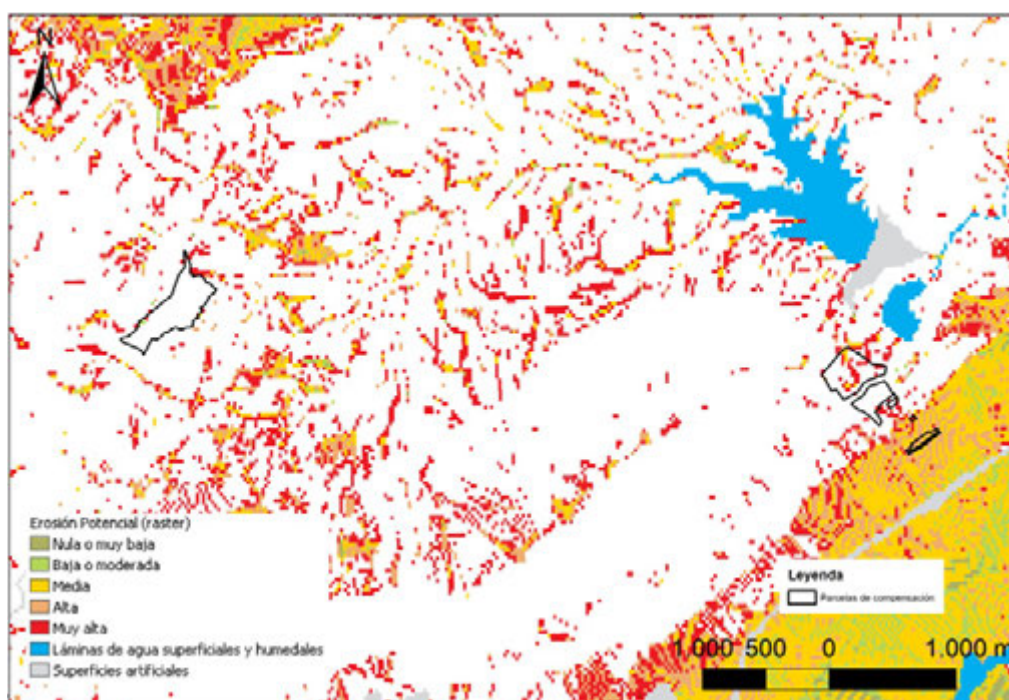 N
Erosión Potencial (raster)
Nula o muy baja
Baja o moderada
Media
Alta
Muy alta
Láminas de agua superficiales y humedales
Superficies artificiales
Leyenda
Parcelas de compensación
1.000 500 0 1.000 m